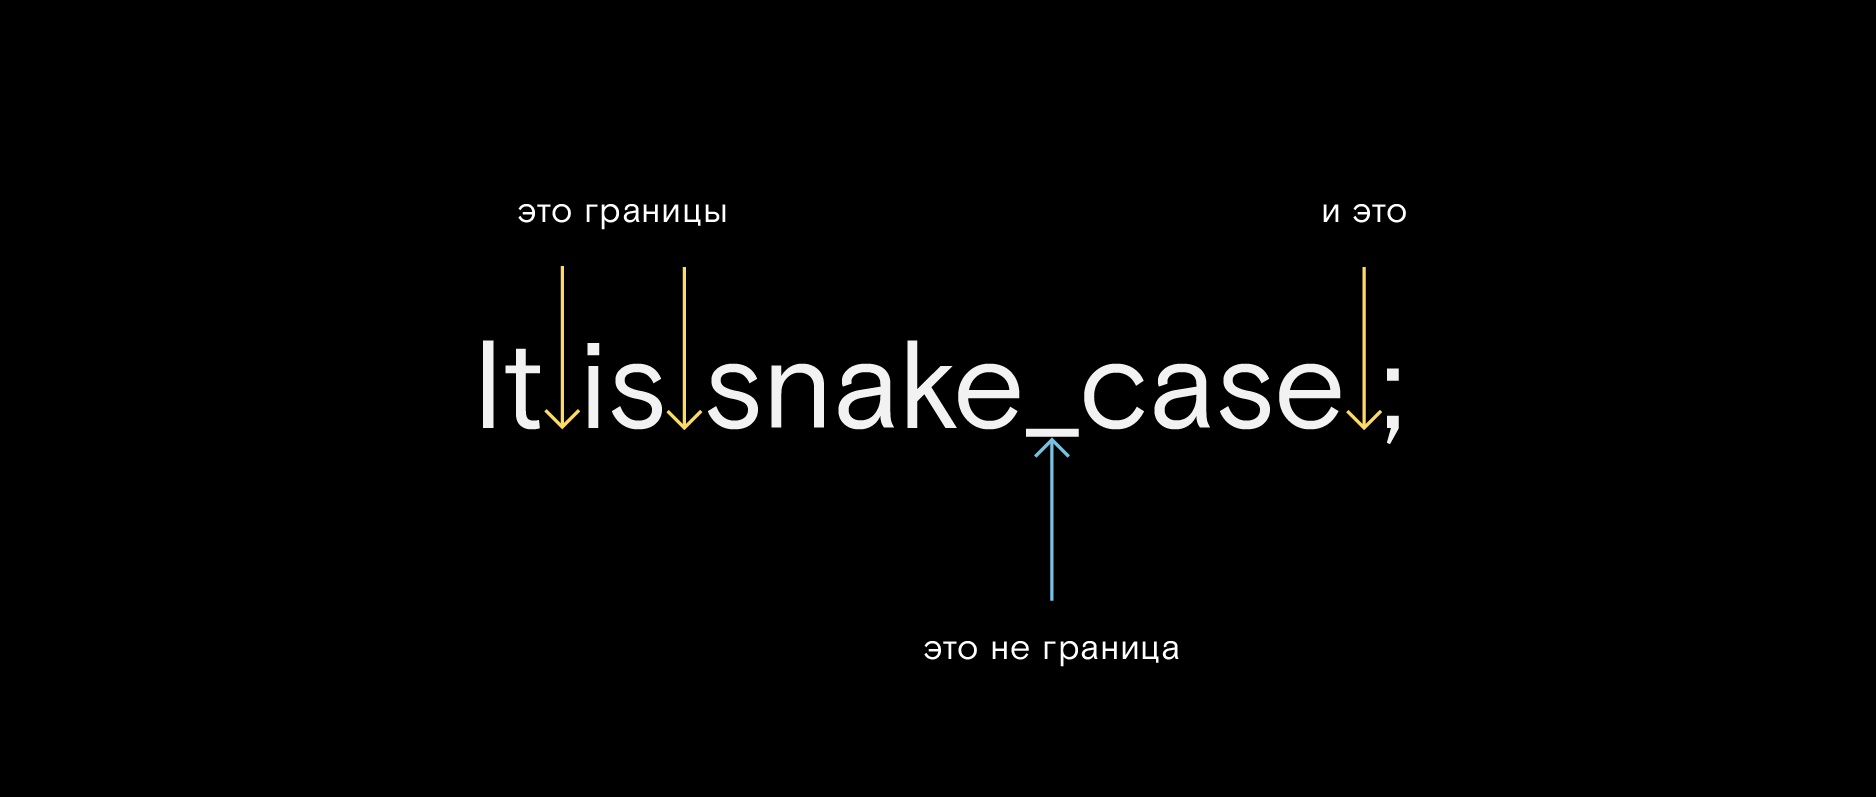 это границы и это
It is snake_case ;
это не граница